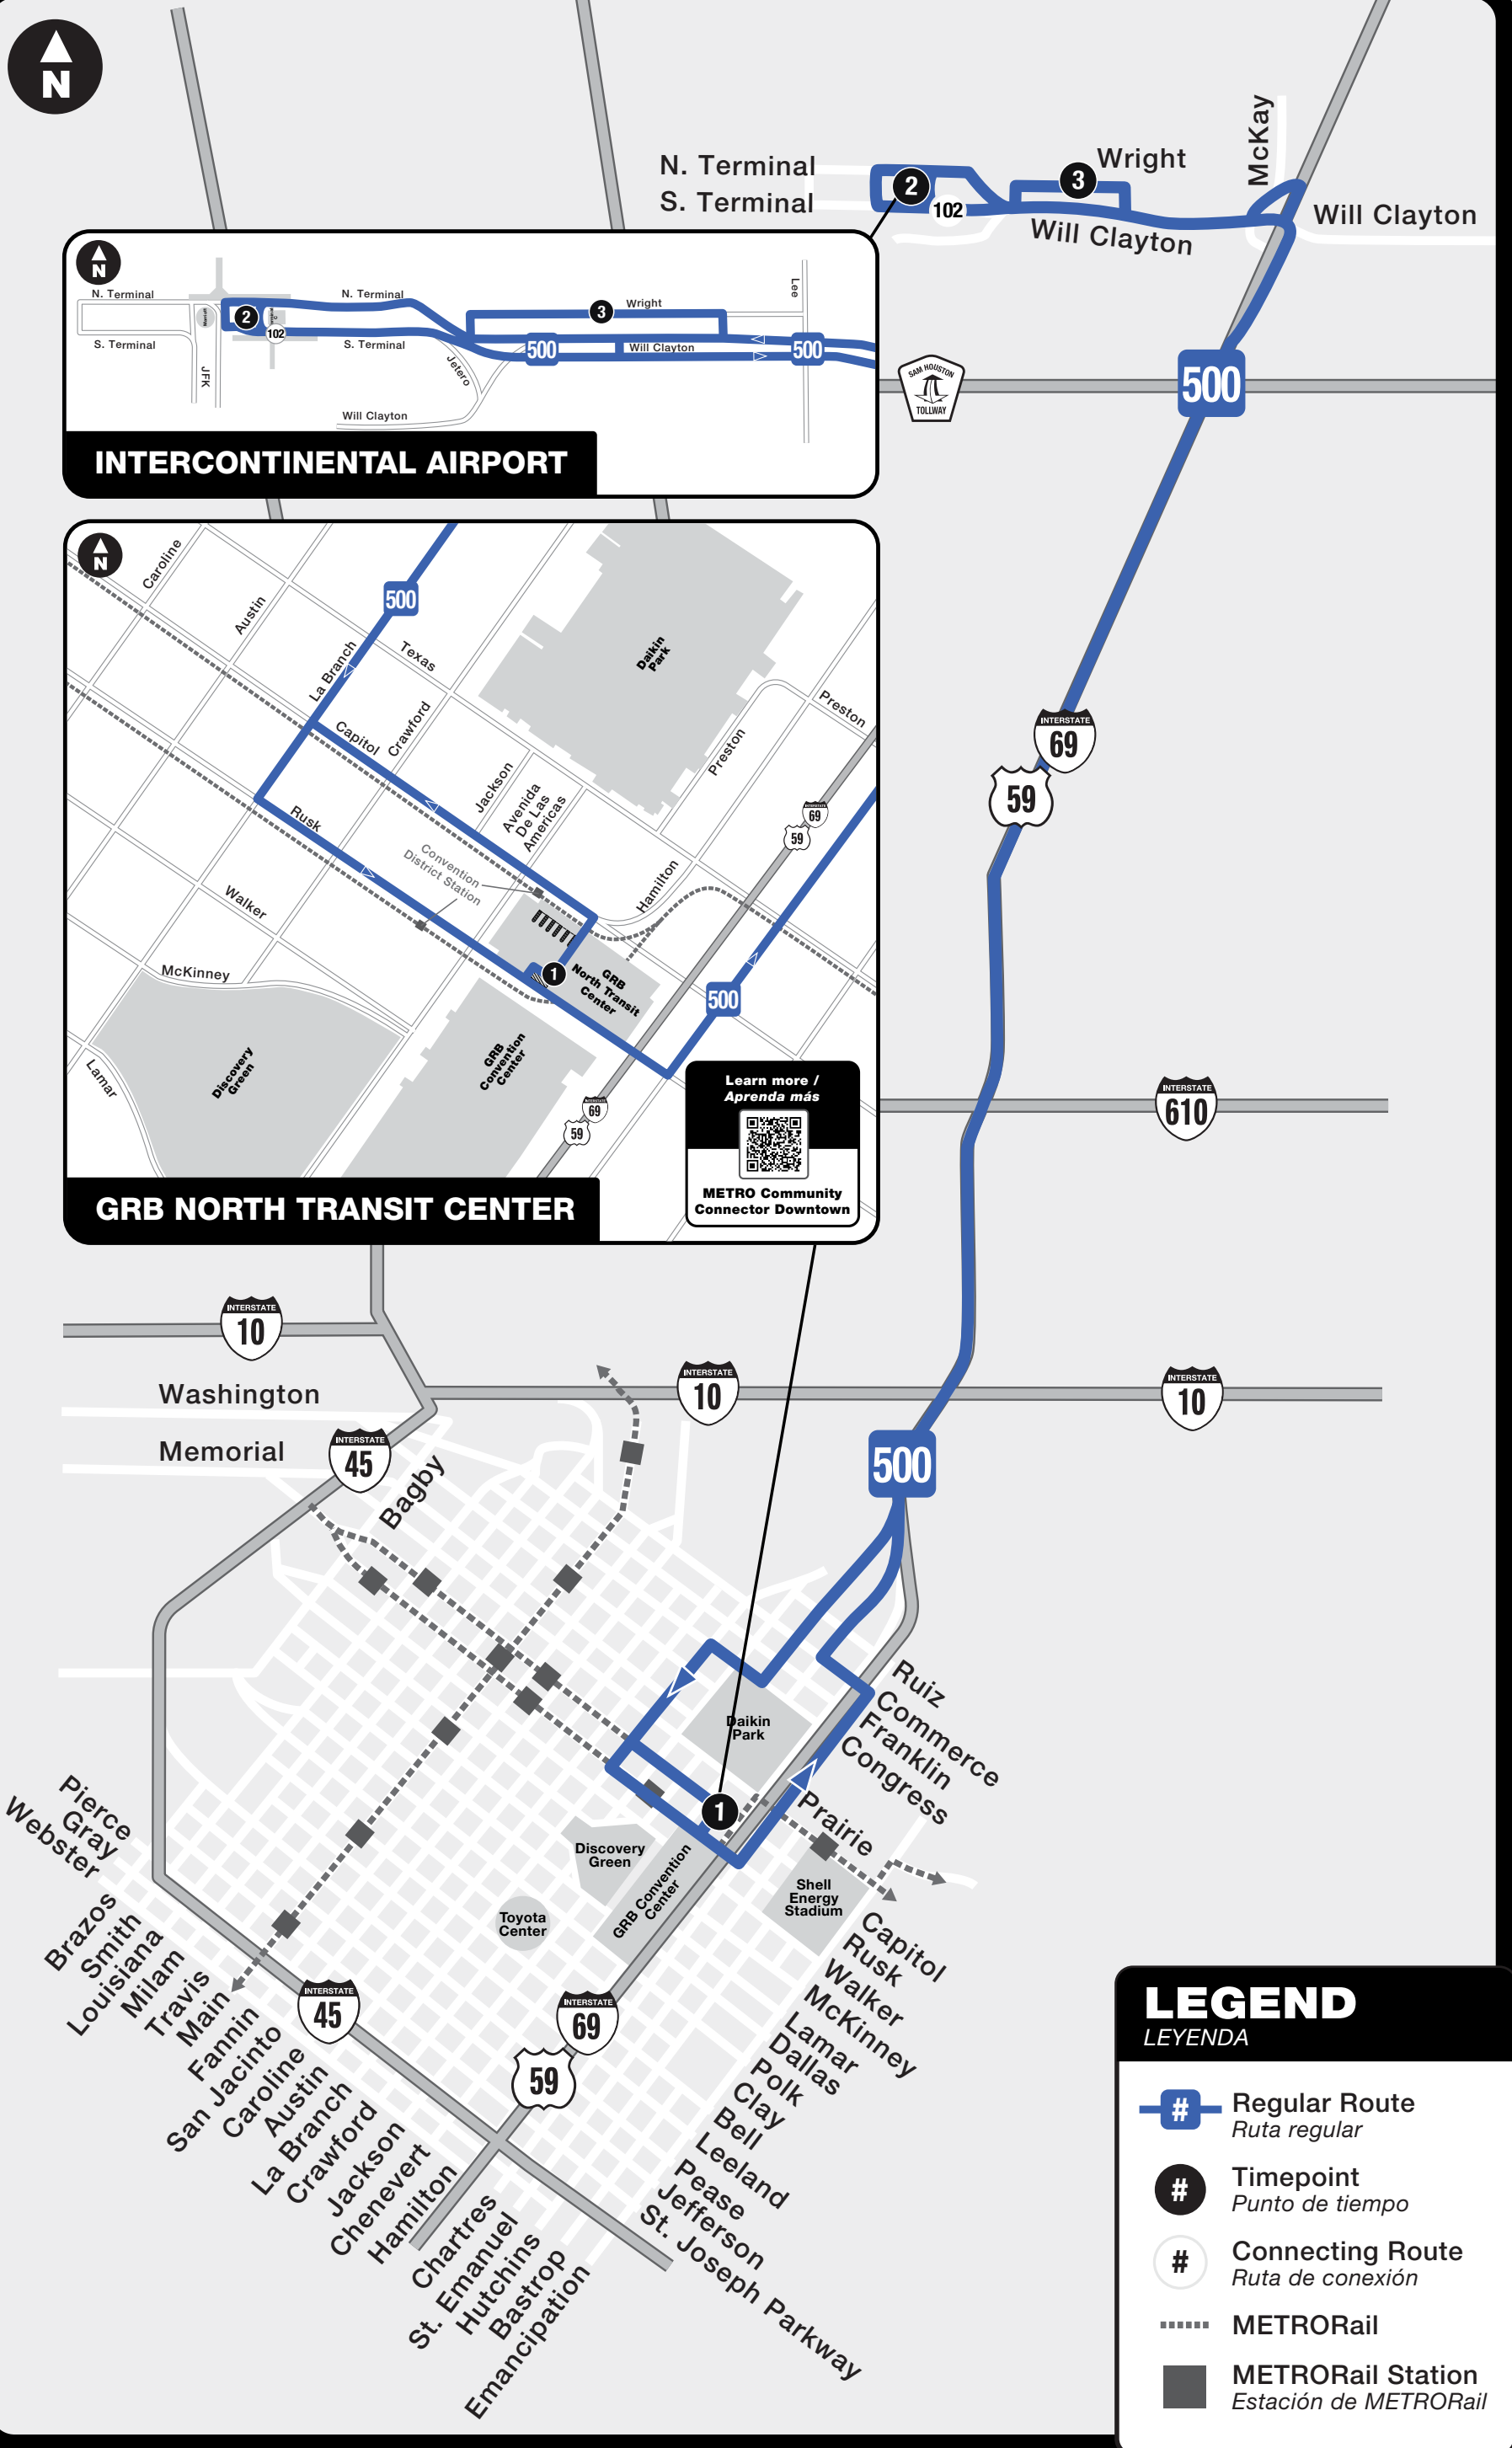 N
N. Terminal
S. Terminal
2
102
3
Wright
Will Clayton
McKay
Will Clayton
N
N. Terminal
S. Terminal
JFK
2
102
N. Terminal
S. Terminal
Jetero
Will Clayton
3
Wright
500
Will Clayton
Lee
500
INTERCONTINENTAL AIRPORT
SAM HOUSTON
TOLLWAY
500
INTERSTATE
69
59
N
Caroline
Austin
500
La Branch
Texas
Capitol
Crawford
Daikin
Park
Jackson
Avenida
De Las
Americas
Preston
Preston
INTERSTATE
69
59
Rusk
Convention
District Station
Hamilton
Walker
McKinney
1
GRB
North Transit
Center
500
Discovery
Green
GRB
Convention
Center
Lamar
INTERSTATE
69
59
Learn more /
Aprenda más
METRO Community
Connector Downtown
GRB NORTH TRANSIT CENTER
INTERSTATE
610
INTERSTATE
10
INTERSTATE
10
INTERSTATE
10
Washington
Memorial
INTERSTATE
45
Bagby
500
Daikin
Park
Ruiz
Commerce
Franklin
Congress
Prairie
1
Discovery
Green
GRB Convention
Center
Toyota
Center
Shell
Energy
Stadium
Pierce
Gray
Webster
Brazos
Smith
Louisiana
Milam
Travis
Main
Fannin
San Jacinto
Caroline
Austin
La Branch
Crawford
Jackson
Chenevert
Hamilton
Chartres
St. Emanuel
Hutchins
Bastrop
Emancipation
INTERSTATE
45
INTERSTATE
69
59
Capitol
Rusk
Walker
McKinney
Lamar
Dallas
Polk
Clay
Bell
Leeland
Pease
Jefferson
St. Joseph Parkway
LEGEND
LEYENDA
# Regular Route
Ruta regular
# Timepoint
Punto de tiempo
# Connecting Route
Ruta de conexión
METRORail
METRORail Station
Estación de METRORail